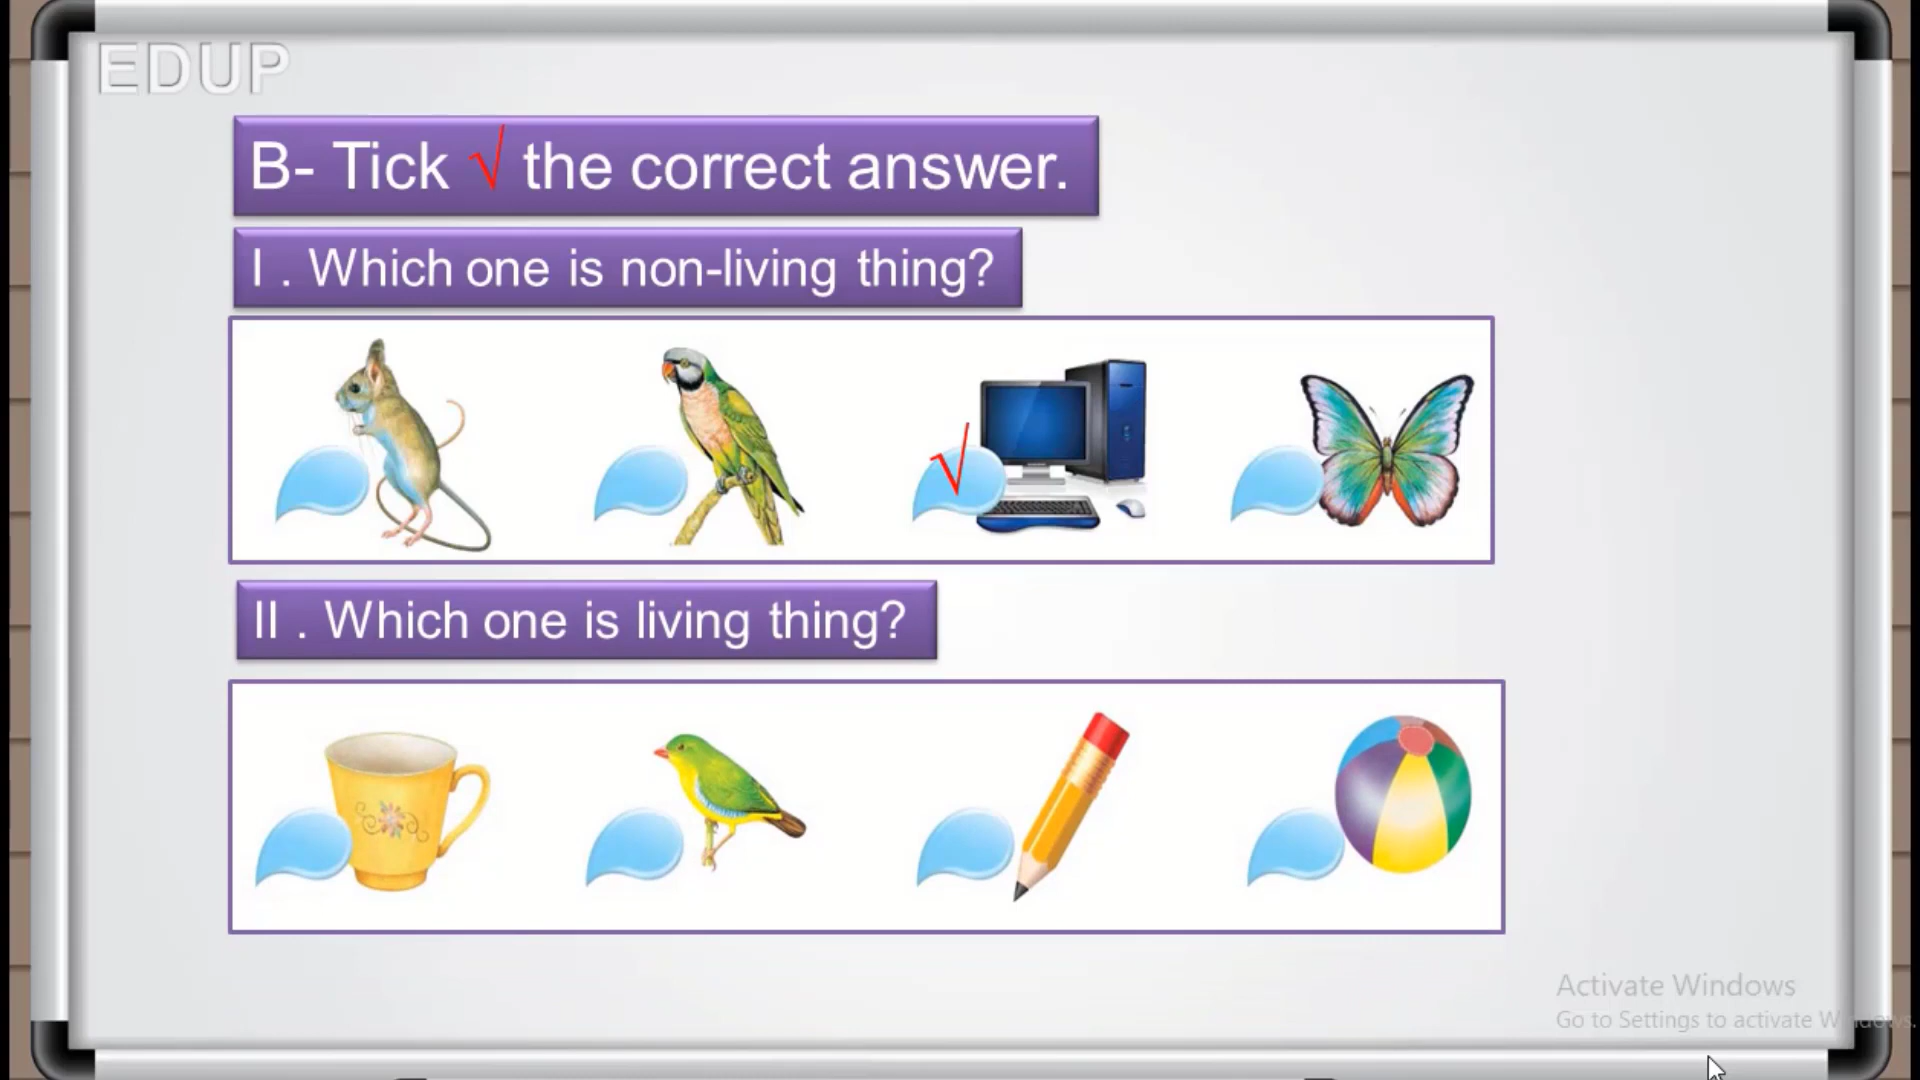 EDUP
B- Tick √ the correct answer.
I . Which one is non-living thing?
√
II . Which one is living thing?
Activate Windows
Go to Settings to activate Windows.